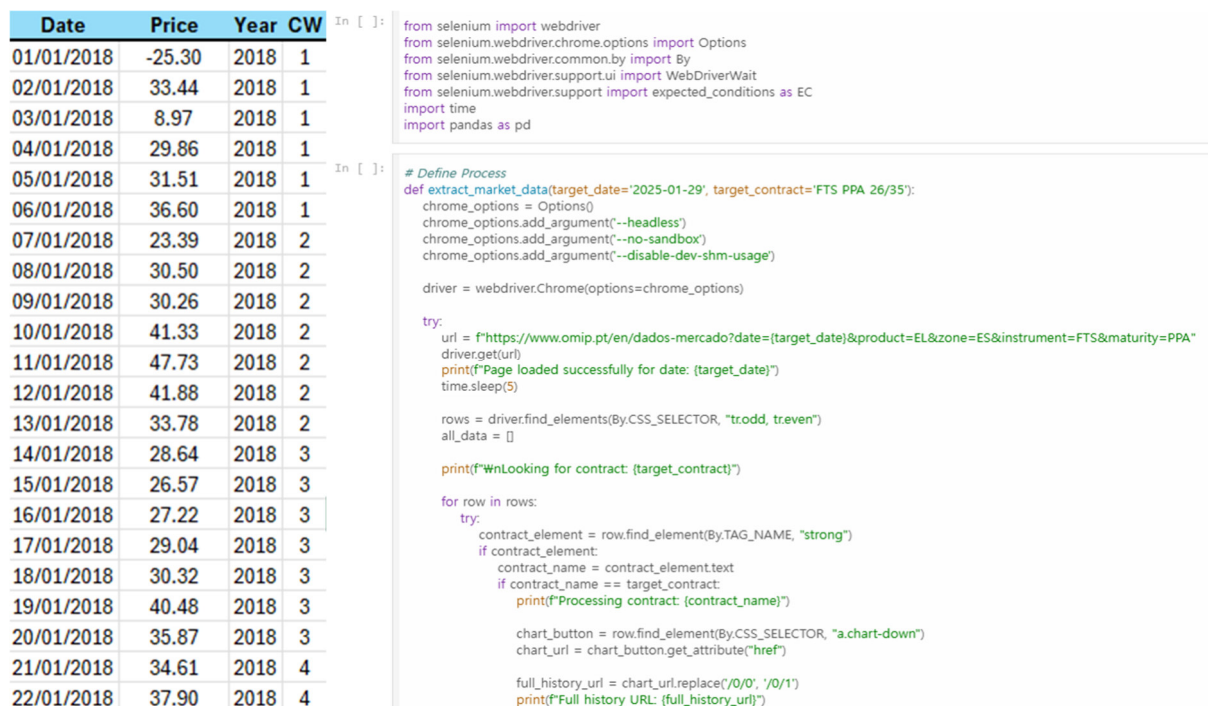 Date Price Year CW
01/01/2018 -25.30 2018 1
02/01/2018 33.44 2018 1
03/01/2018 8.97 2018 1
04/01/2018 29.86 2018 1
05/01/2018 31.51 2018 1
06/01/2018 36.60 2018 1
07/01/2018 23.39 2018 2
08/01/2018 30.50 2018 2
09/01/2018 30.26 2018 2
10/01/2018 41.33 2018 2
11/01/2018 47.73 2018 2
12/01/2018 41.88 2018 2
13/01/2018 33.78 2018 2
14/01/2018 28.64 2018 3
15/01/2018 26.57 2018 3
16/01/2018 27.22 2018 3
17/01/2018 29.04 2018 3
18/01/2018 30.32 2018 3
19/01/2018 40.48 2018 3
20/01/2018 35.87 2018 3
21/01/2018 34.61 2018 4
22/01/2018 37.90 2018 4
In [ ]:
from selenium import webdriver
from selenium.webdriver.chrome.options import Options
from selenium.webdriver.common.by import By
from selenium.webdriver.support.ui import WebDriverWait
from selenium.webdriver.support import expected_conditions as EC
import time
import pandas as pd
In [ ]:
# Define Process
def extract_market_data(target_date='2025-01-29', target_contract='FTS PPA 26/35'):
chrome_options = Options()
chrome_options.add_argument('--headless')
chrome_options.add_argument('--no-sandbox')
chrome_options.add_argument('--disable-dev-shm-usage')
driver = webdriver.Chrome(options=chrome_options)
try:
url = f"https://www.omip.pt/en/dados-mercado?date={target_date}&product=EL&zone=ES&instrument=FTS&maturity=PPA"
driver.get(url)
print(f"Page loaded successfully for date: {target_date}")
time.sleep(5)
rows = driver.find_elements(By.CSS_SELECTOR, "tr.odd, tr.even")
all_data = []
print(f"₩nLooking for contract: {target_contract}")
for row in rows:
try:
contract_element = row.find_element(By.TAG_NAME, "strong")
if contract_element:
contract_name = contract_element.text
if contract_name == target_contract:
print(f"Processing contract: {contract_name}")
chart_button = row.find_element(By.CSS_SELECTOR, "a.chart-down")
chart_url = chart_button.get_attribute("href")
full_history_url = chart_url.replace('/0/0', '/0/1')
print(f"Full history URL: {full_history_url}")